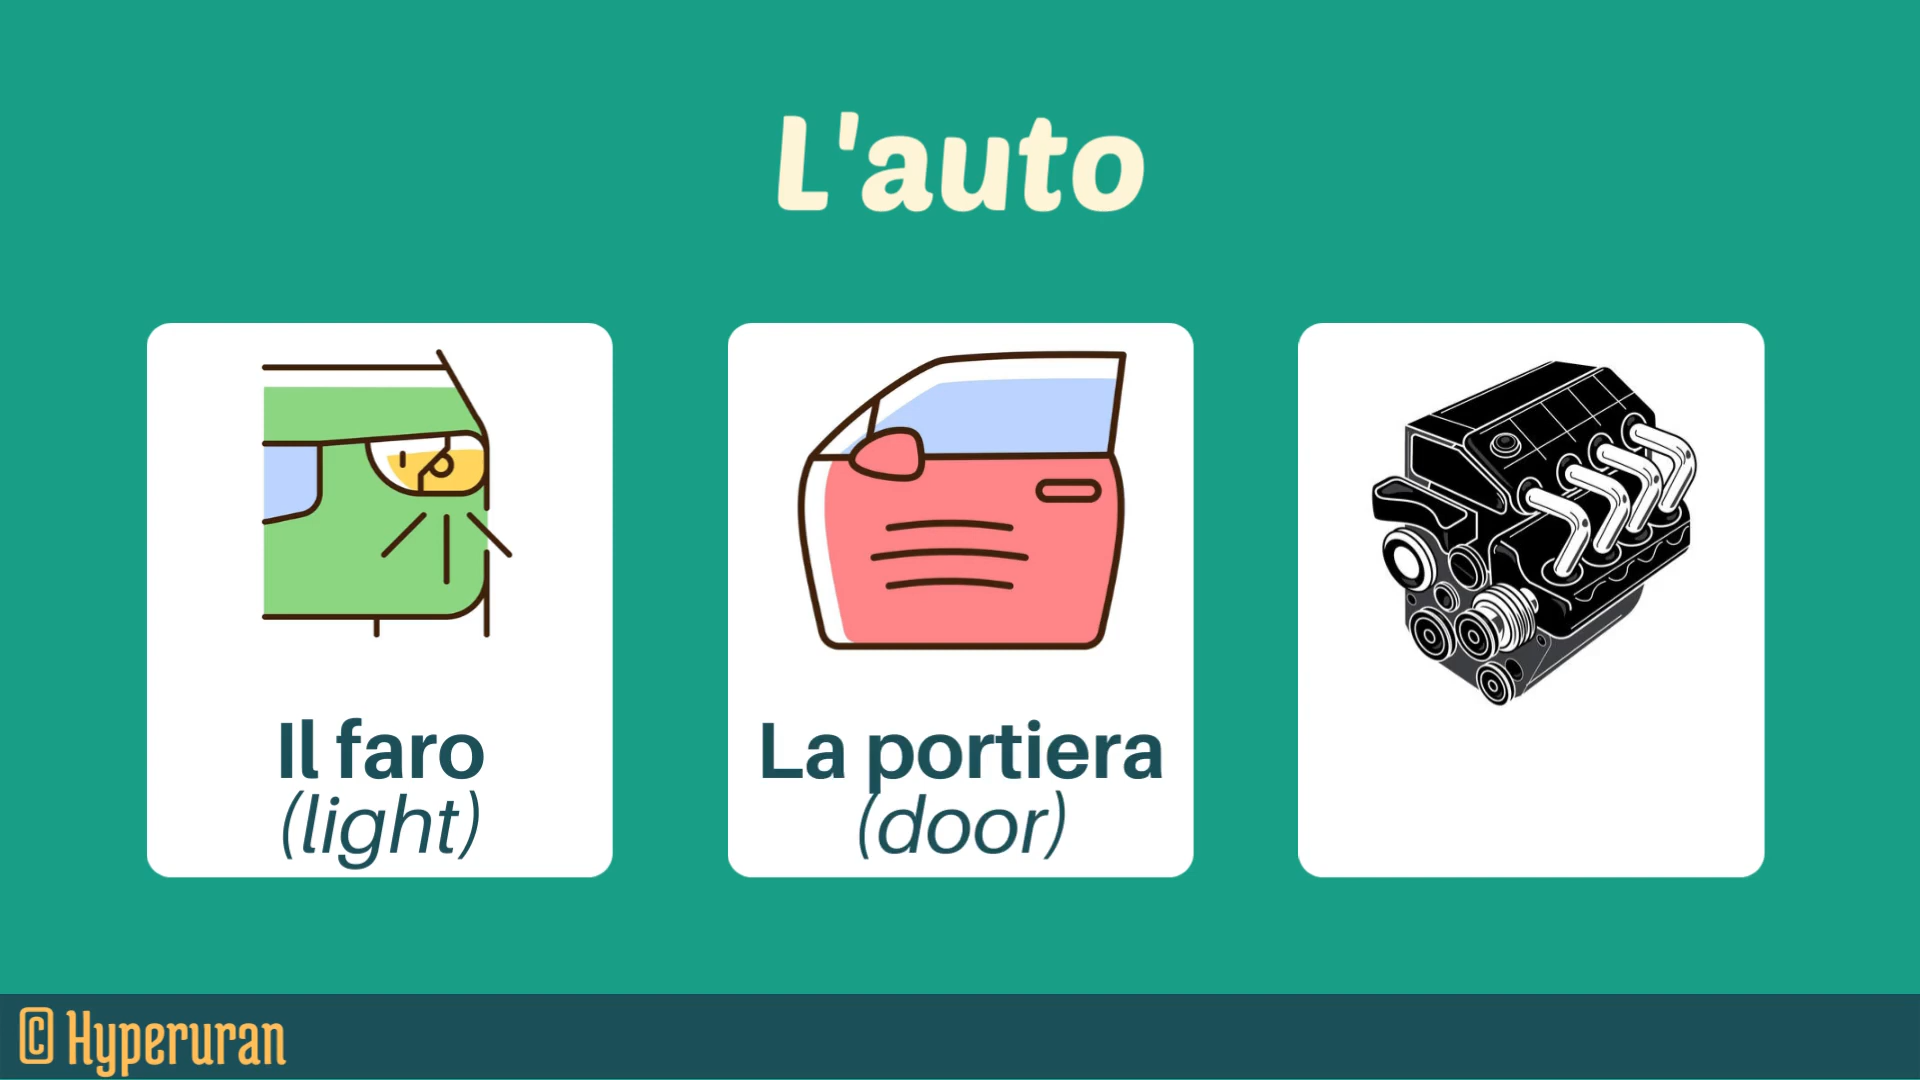 L'auto
Il faro
(light)
La portiera
(door)
© Hyperuran